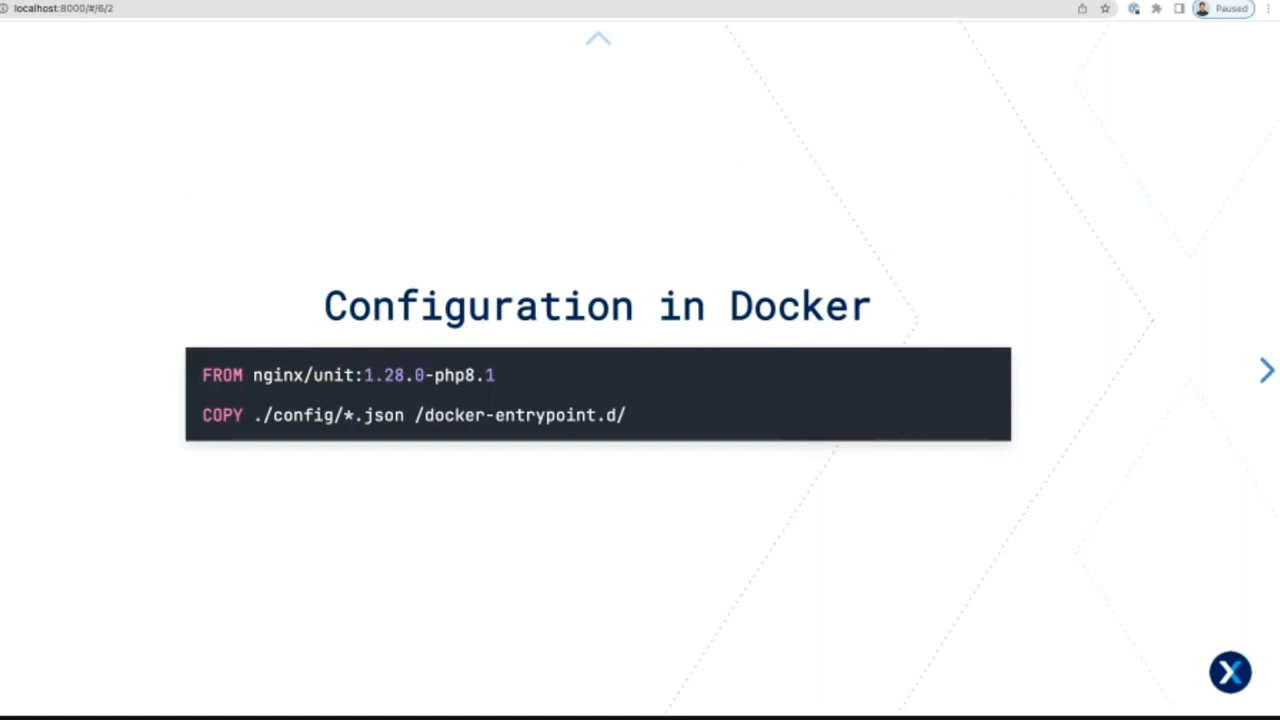 localhost:8000/#/6/2
Paused
Configuration in Docker
FROM nginx/unit:1.28.0-php8.1
COPY ./config/*.json /docker-entrypoint.d/